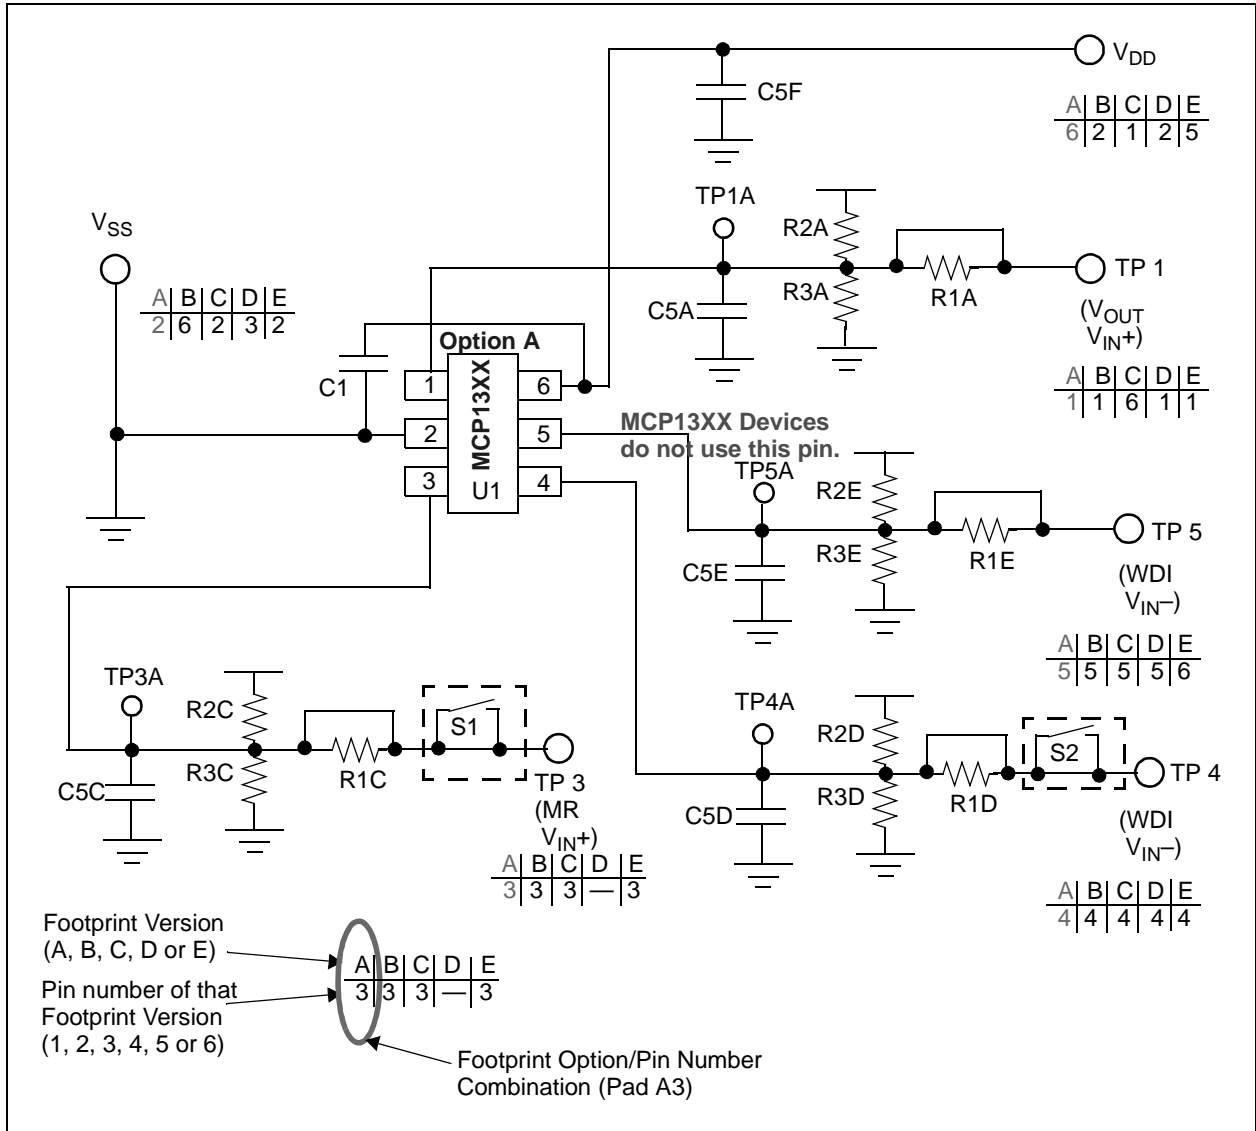 V_DD
C5F
A B C D E
6 2 1 2 5
TP1A
V_SS
R2A
TP 1
R3A
R1A
C5A
(V_OUT
V_IN+)
A B C D E
2 6 2 3 2
Option A
C1
A B C D E
1 1 6 1 1
1
6
2
5
3
4
MCP13XX
U1
MCP13XX Devices
do not use this pin.
TP5A
R2E
TP 5
R3E
R1E
C5E
(WDI
V_IN–)
A B C D E
5 5 5 5 6
TP3A
R2C
S1
R3C
R1C
C5C
TP 3
(MR
V_IN+)
A B C D E
3 3 3 — 3
TP4A
R2D
S2
TP 4
R3D
R1D
C5D
(WDI
V_IN–)
A B C D E
4 4 4 4 4
Footprint Version
(A, B, C, D or E)
Pin number of that
Footprint Version
(1, 2, 3, 4, 5 or 6)
A B C D E
3 3 3 — 3
Footprint Option/Pin Number
Combination (Pad A3)